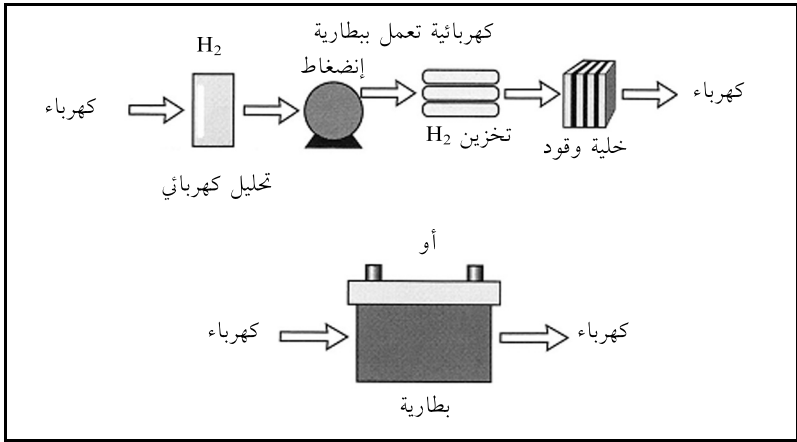 كهربائية تعمل ببطارية
H2
إنضغاط
كهرباء
كهرباء
تخزين H2
خلية وقود
تحليل كهربائي
أو
كهرباء
كهرباء
بطارية